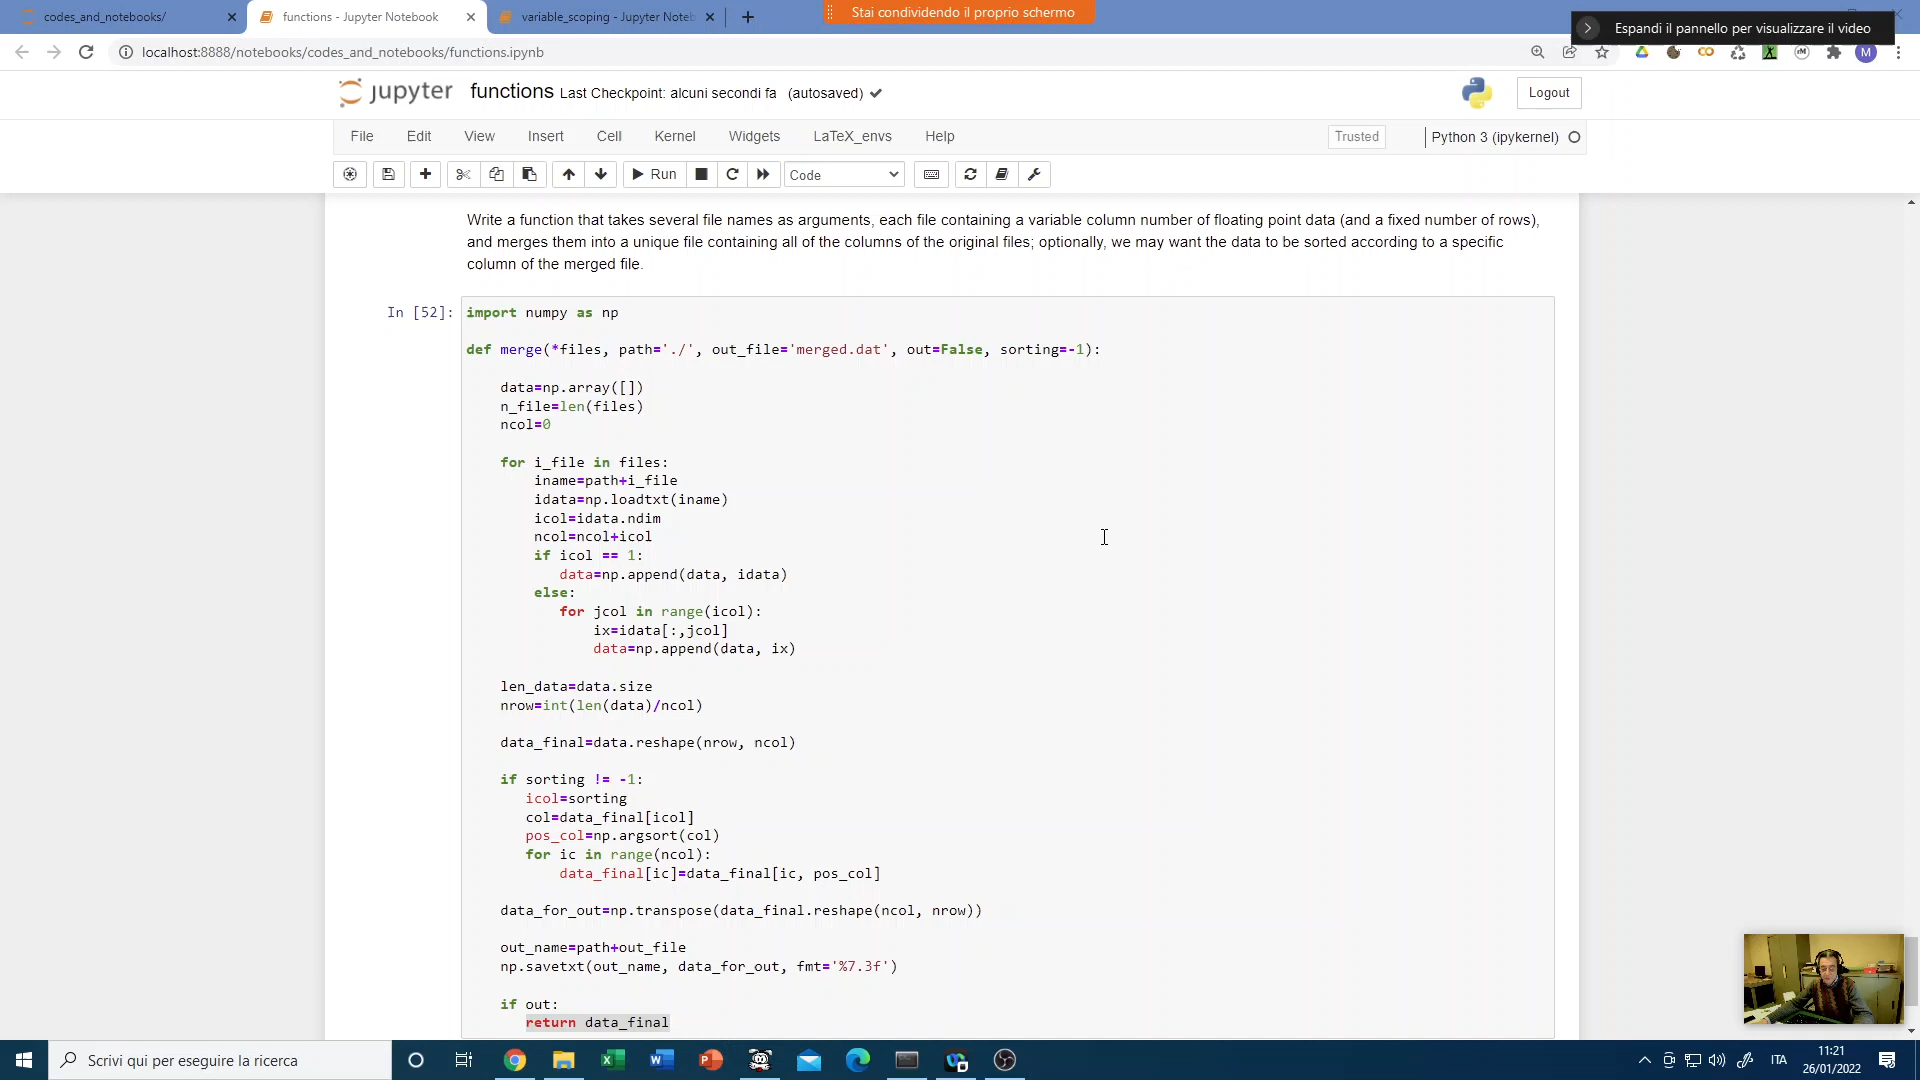 codes_and_notebooks/
functions - Jupyter Notebook
variable_scoping - Jupyter Noteb
Stai condividendo il proprio schermo
Espandi il pannello per visualizzare il video
localhost:8888/notebooks/codes_and_notebooks/functions.ipynb
M
jupyter functions Last Checkpoint: alcuni secondi fa (autosaved)
Logout
File Edit View Insert Cell Kernel Widgets LaTeX_envs Help
Trusted
Python 3 (ipykernel)
Run
Code
Write a function that takes several file names as arguments, each file containing a variable column number of floating point data (and a fixed number of rows),
and merges them into a unique file containing all of the columns of the original files; optionally, we may want the data to be sorted according to a specific
column of the merged file.
In [52]:
import numpy as np
def merge(*files, path='./', out_file='merged.dat', out=False, sorting=-1):
data=np.array([])
n_file=len(files)
ncol=0
for i_file in files:
iname=path+i_file
idata=np.loadtxt(iname)
icol=idata.ndim
ncol=ncol+icol
if icol == 1:
data=np.append(data, idata)
else:
for jcol in range(icol):
ix=idata[:,jcol]
data=np.append(data, ix)
len_data=data.size
nrow=int(len(data)/ncol)
data_final=data.reshape(nrow, ncol)
if sorting != -1:
icol=sorting
col=data_final[icol]
pos_col=np.argsort(col)
for ic in range(ncol):
data_final[ic]=data_final[ic, pos_col]
data_for_out=np.transpose(data_final.reshape(ncol, nrow))
out_name=path+out_file
np.savetxt(out_name, data_for_out, fmt='%7.3f')
if out:
return data_final
Scrivi qui per eseguire la ricerca
ITA
11:21
26/01/2022